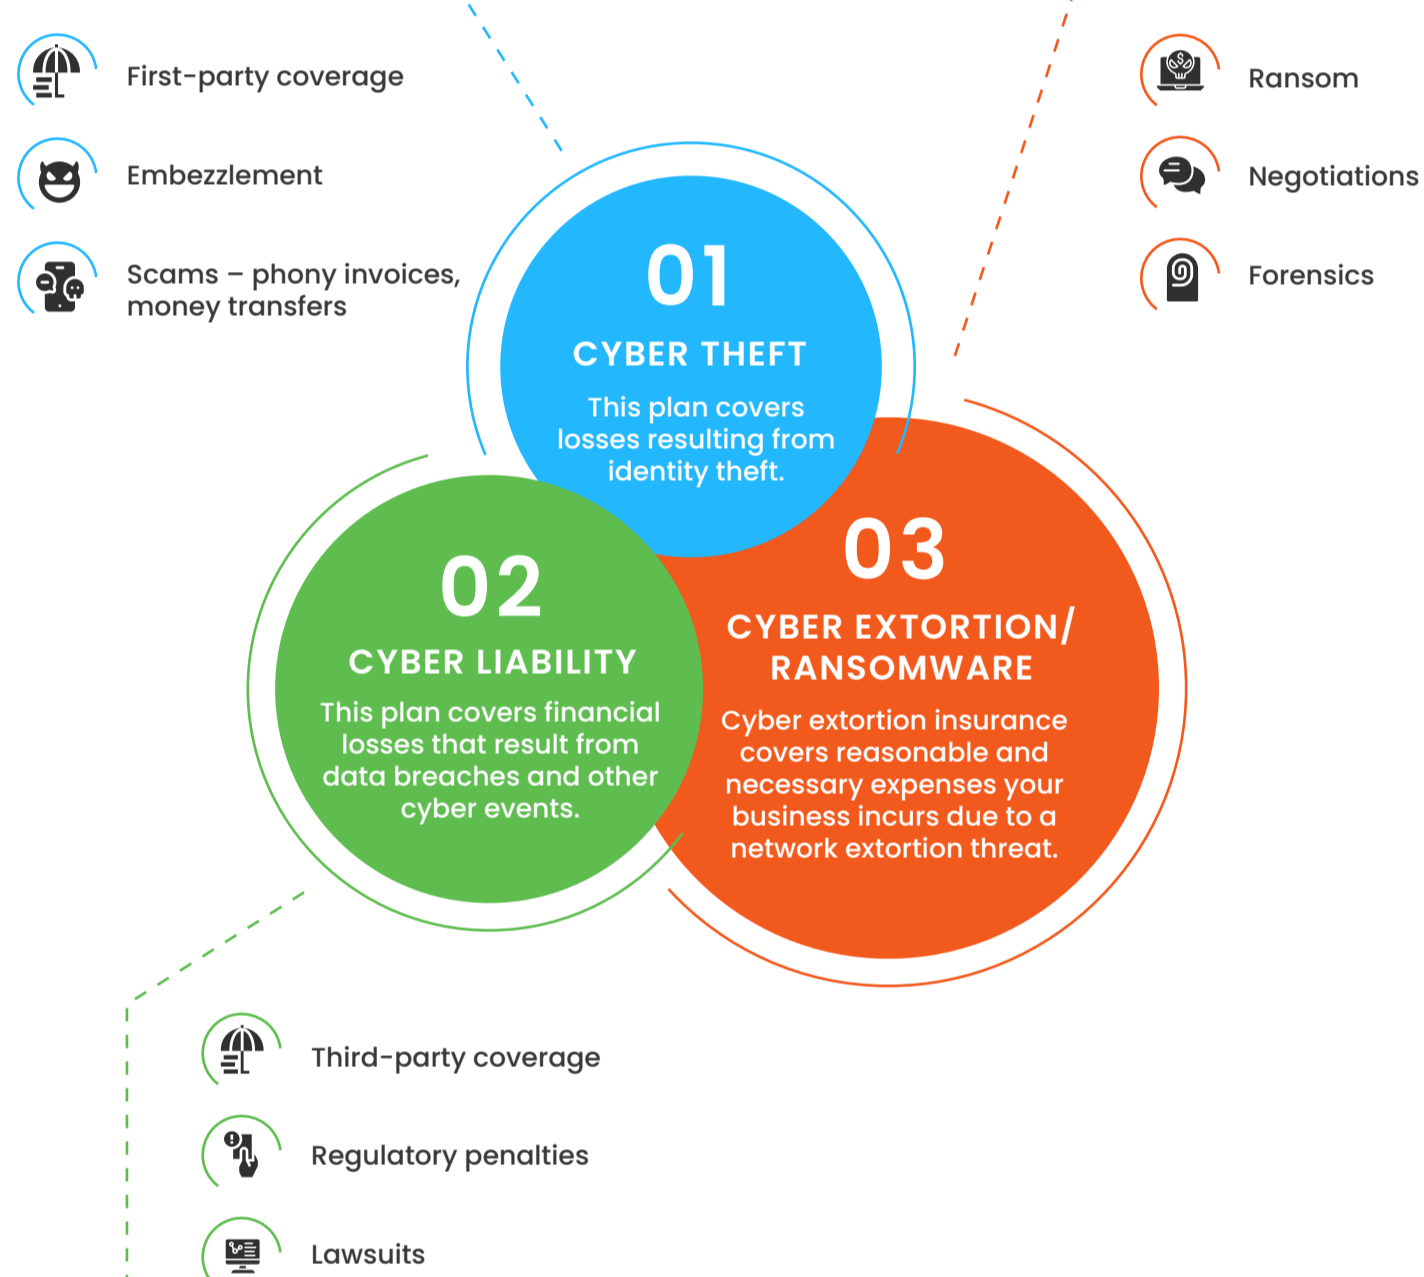 First-party coverage
Embezzlement
Scams – phony invoices,
money transfers
Ransom
Negotiations
Forensics
01
CYBER THEFT
This plan covers
losses resulting from
identity theft.
02
CYBER LIABILITY
This plan covers financial
losses that result from
data breaches and other
cyber events.
03
CYBER EXTORTION/
RANSOMWARE
Cyber extortion insurance
covers reasonable and
necessary expenses your
business incurs due to a
network extortion threat.
Third-party coverage
Regulatory penalties
Lawsuits